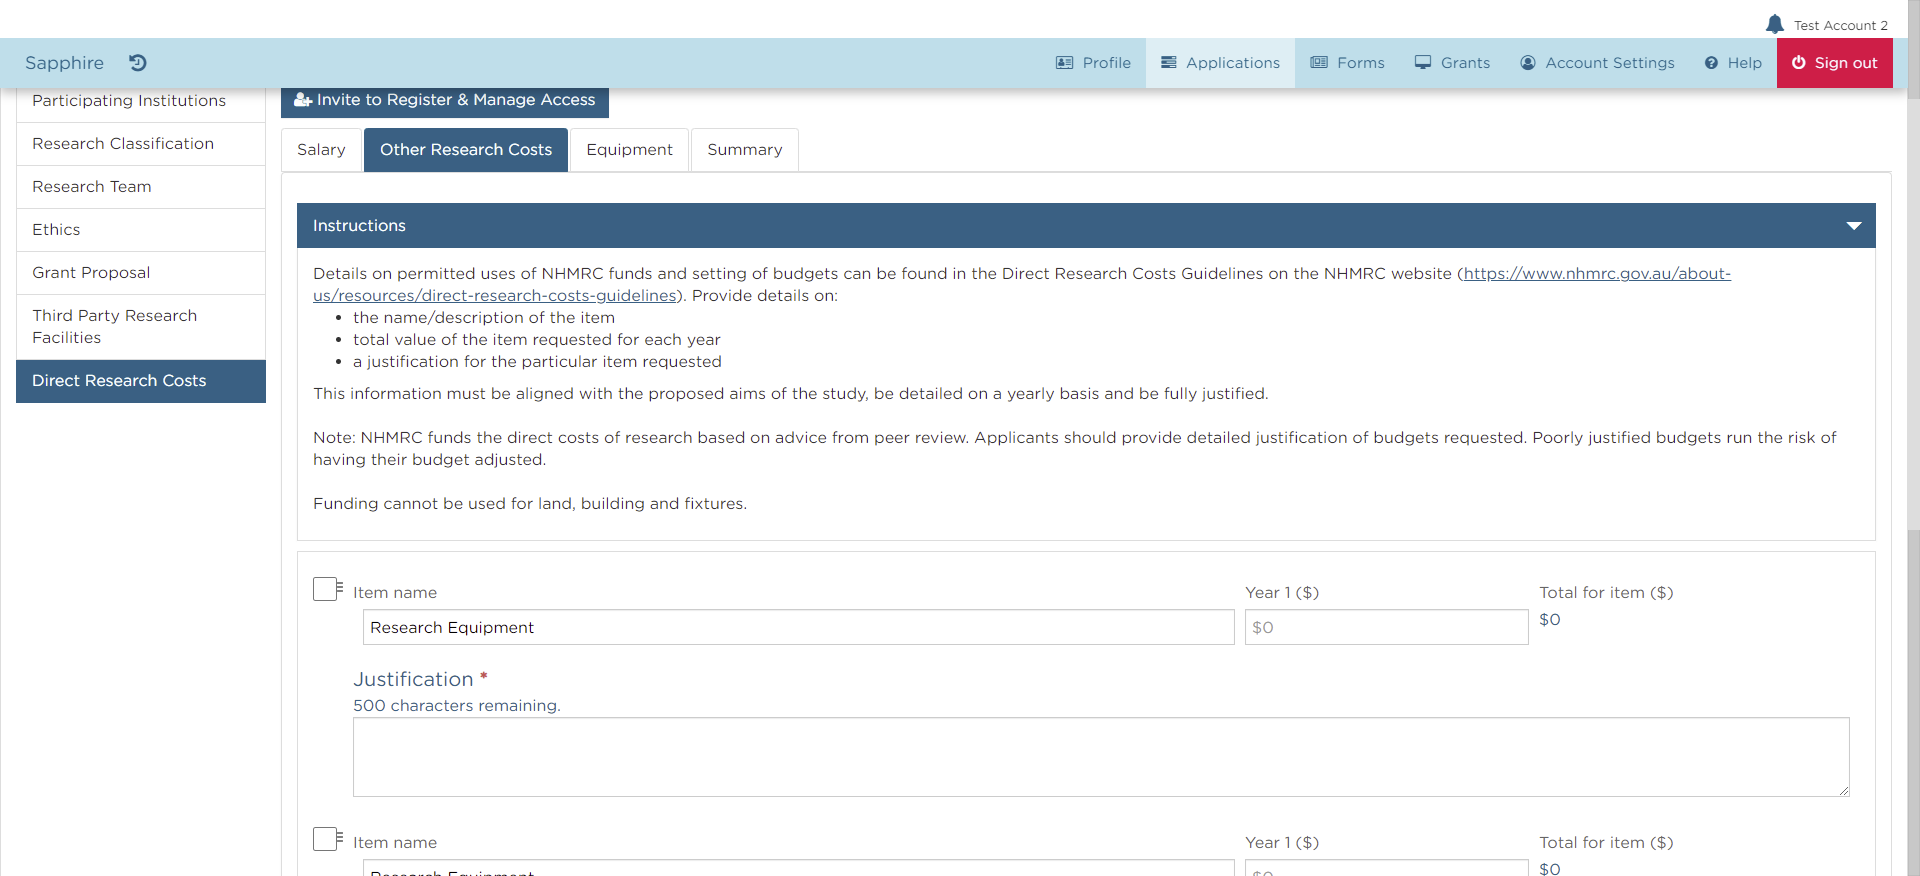 Test Account 2
Sapphire
Profile
Applications
Forms
Grants
Account Settings
Help
Sign out
Participating Institutions
Research Classification
Research Team
Ethics
Grant Proposal
Third Party Research
Facilities
Direct Research Costs
Invite to Register & Manage Access
Salary
Other Research Costs
Equipment
Summary
Instructions
Details on permitted uses of NHMRC funds and setting of budgets can be found in the Direct Research Costs Guidelines on the NHMRC website (https://www.nhmrc.gov.au/about-
us/resources/direct-research-costs-guidelines). Provide details on:
• the name/description of the item
• total value of the item requested for each year
• a justification for the particular item requested
This information must be aligned with the proposed aims of the study, be detailed on a yearly basis and be fully justified.
Note: NHMRC funds the direct costs of research based on advice from peer review. Applicants should provide detailed justification of budgets requested. Poorly justified budgets run the risk of
having their budget adjusted.
Funding cannot be used for land, building and fixtures.
Item name
Year 1 ($)
Total for item ($)
Research Equipment
$0
$0
Justification *
500 characters remaining.
Item name
Year 1 ($)
Total for item ($)
Research Equipment
$0
$0